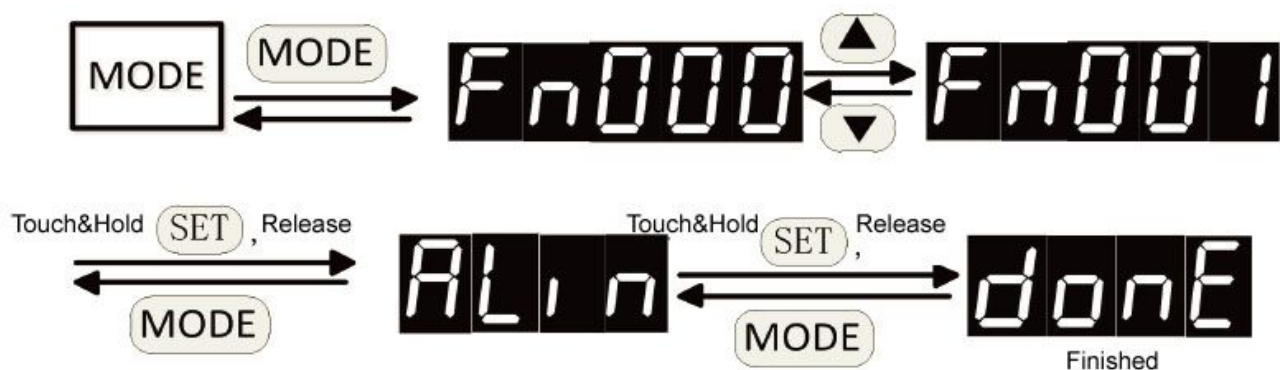 MODE MODE Fn000 ▲ Fn001
▼
Touch&Hold SET , Release ALin Touch&Hold SET , Release donE
MODE MODE
Finished